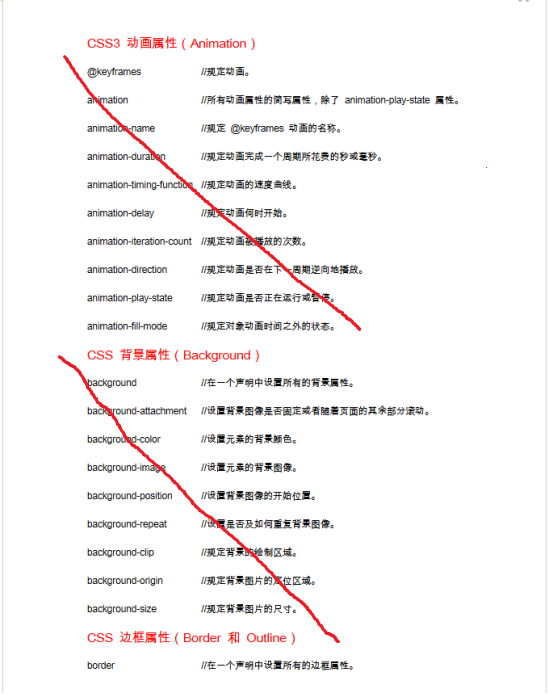 CSS3 动画属性（Animation）
@keyframes //规定动画。
animation //所有动画属性的简写属性，除了 animation-play-state 属性。
animation-name //规定 @keyframes 动画的名称。
animation-duration //规定动画完成一个周期所花费的秒或毫秒。
animation-timing-function //规定动画的速度曲线。
animation-delay //规定动画何时开始。
animation-iteration-count //规定动画被播放的次数。
animation-direction //规定动画是否在下一周期逆向地播放。
animation-play-state //规定动画是否正在运行或暂停。
animation-fill-mode //规定对象动画时间之外的状态。
CSS 背景属性（Background）
background //在一个声明中设置所有的背景属性。
background-attachment //设置背景图像是否固定或者随着页面的其余部分滚动。
background-color //设置元素的背景颜色。
background-image //设置元素的背景图像。
background-position //设置背景图像的开始位置。
background-repeat //设置是否及如何重复背景图像。
background-clip //规定背景的绘制区域。
background-origin //规定背景图片的定位区域。
background-size //规定背景图片的尺寸。
CSS 边框属性（Border 和 Outline）
border //在一个声明中设置所有的边框属性。